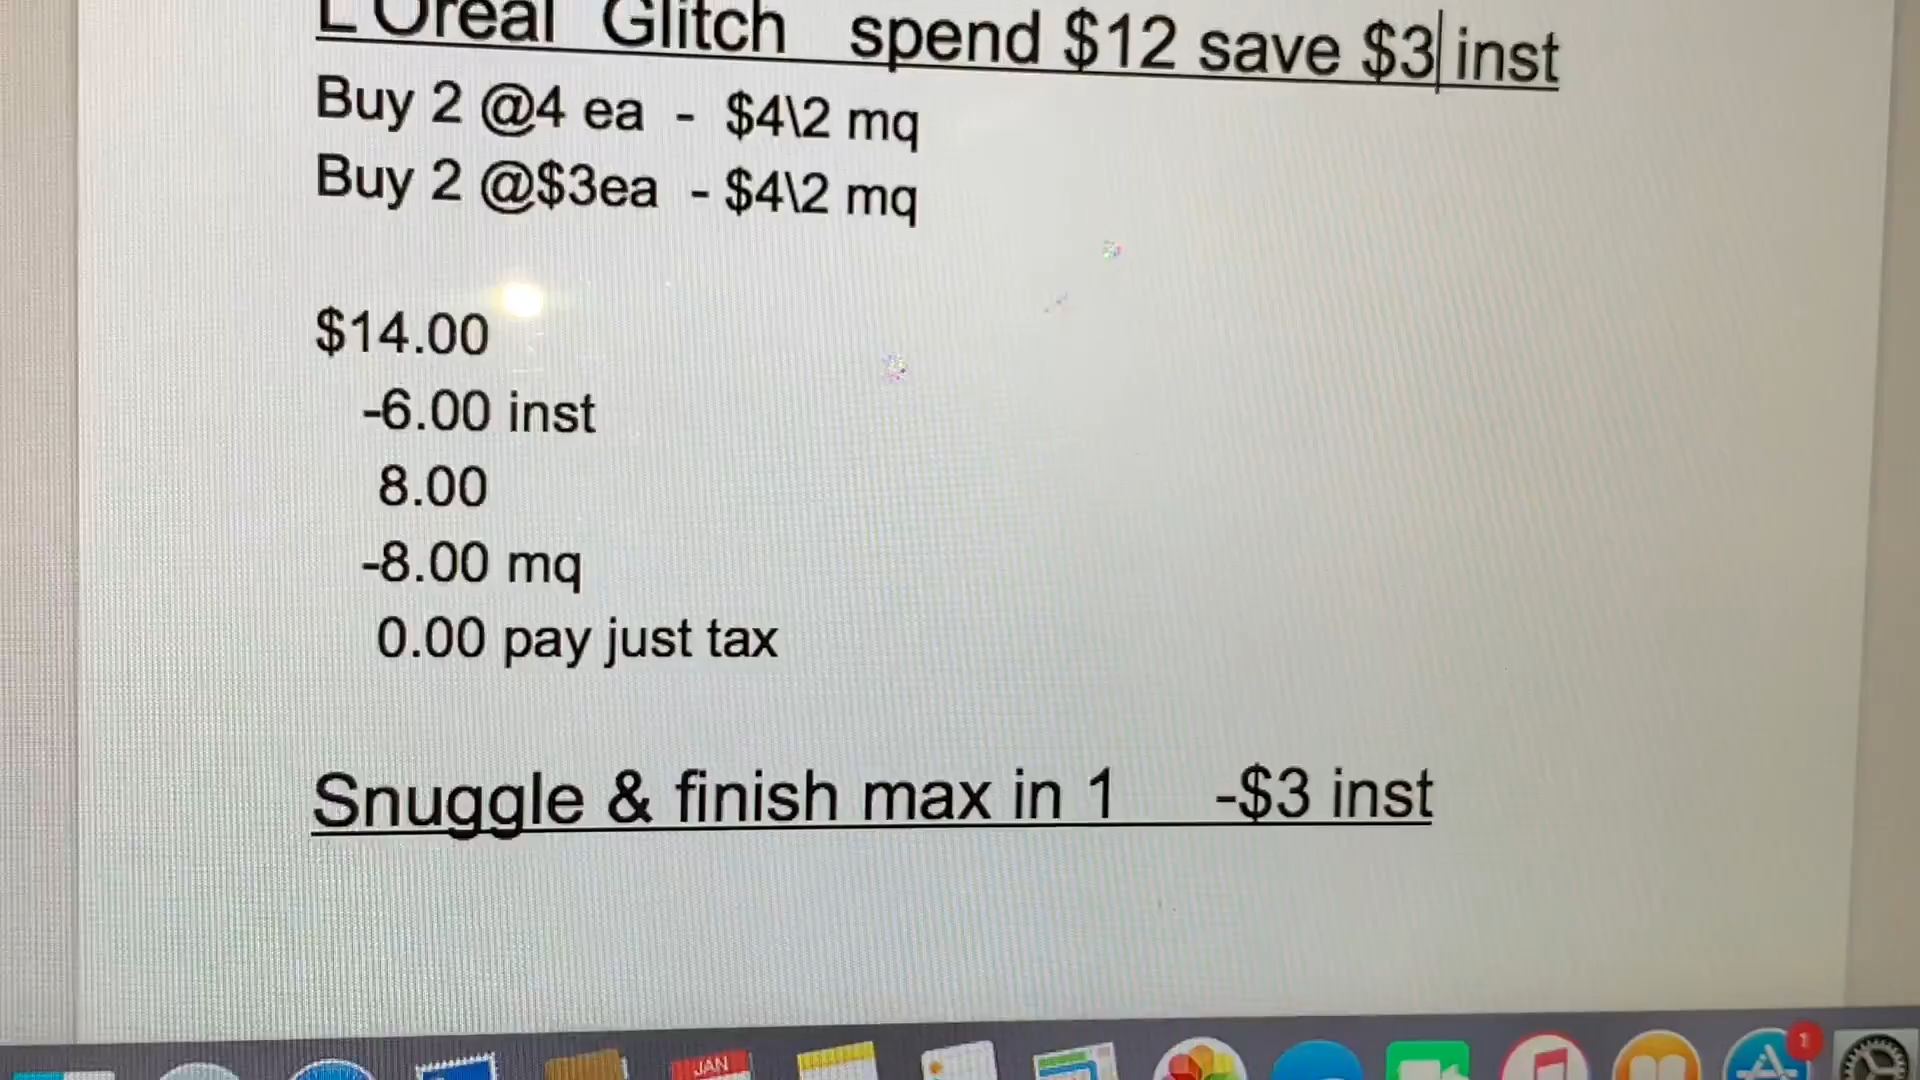 L'Oreal Glitch spend $12 save $3 inst
Buy 2 @4 ea - $4\2 mq
Buy 2 @$3ea - $4\2 mq
$14.00
-6.00 inst
8.00
-8.00 mq
0.00 pay just tax
Snuggle & finish max in 1 -$3 inst
JAN
1